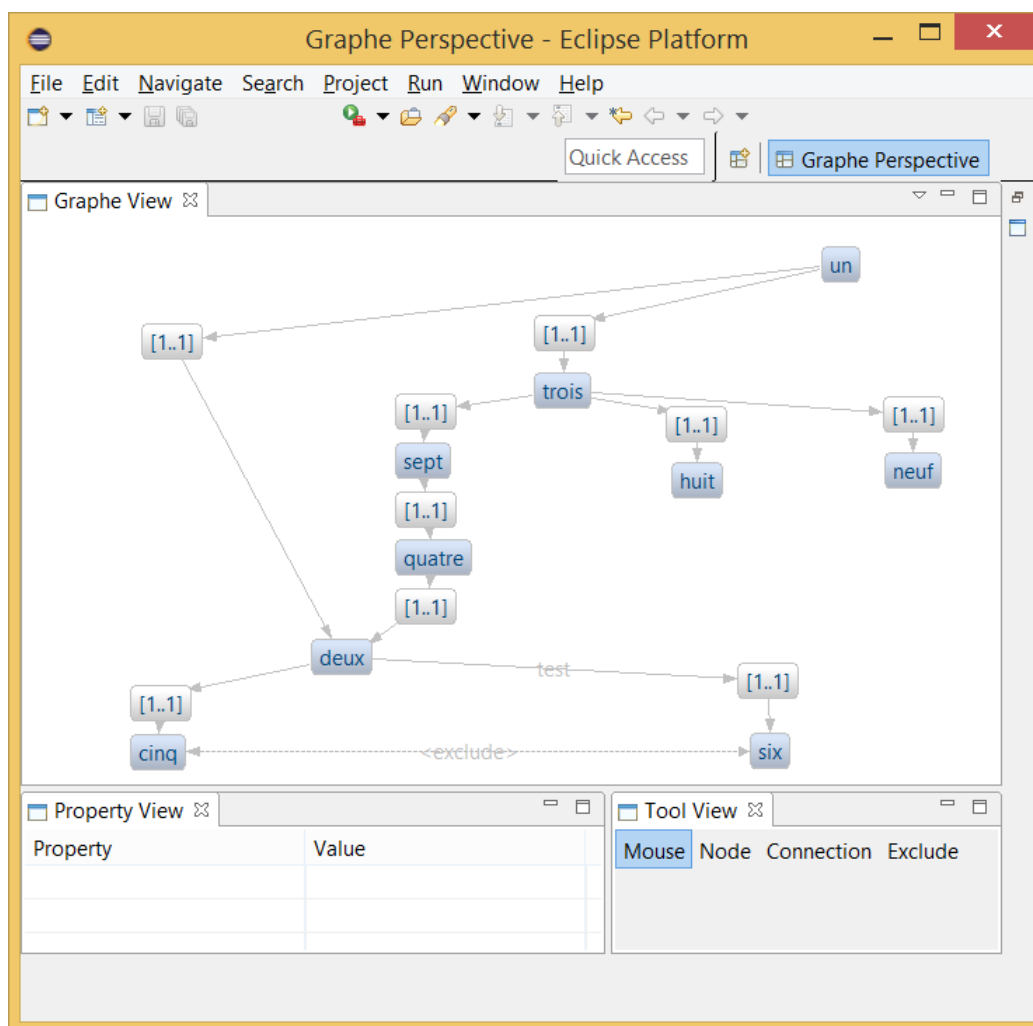 Graphe Perspective - Eclipse Platform
File Edit Navigate Search Project Run Window Help
Quick Access
Graphe Perspective
Graphe View
un
[1..1]
[1..1]
trois
[1..1]
[1..1]
[1..1]
sept
huit
neuf
[1..1]
quatre
[1..1]
deux
test
[1..1]
[1..1]
cinq
<exclude>
six
Property View
Property Value
Tool View
Mouse Node Connection Exclude